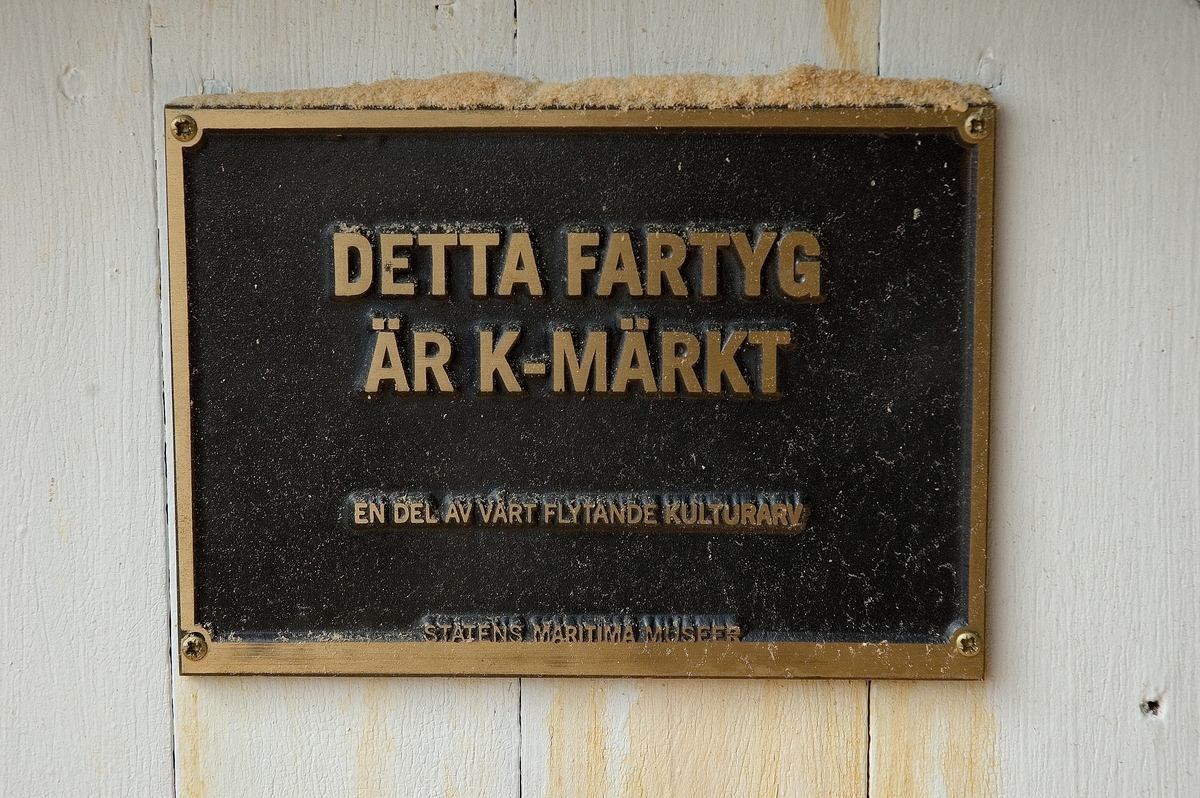 DETTA FARTYG
ÄR K-MÄRKT
EN DEL AV VÅRT FLYTANDE KULTURARV
STATENS MARITIMA MUSEER